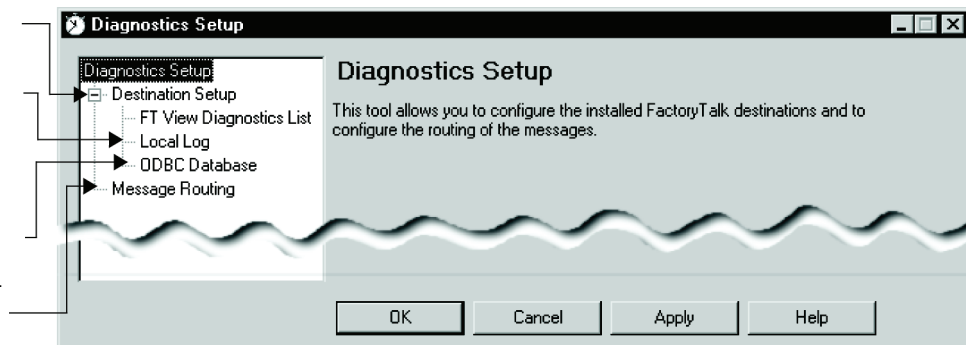 Diagnostics Setup
Diagnostics Setup
Destination Setup
FT View Diagnostics List
Local Log
ODBC Database
Message Routing
Diagnostics Setup
This tool allows you to configure the installed FactoryTalk destinations and to
configure the routing of the messages.
OK
Cancel
Apply
Help